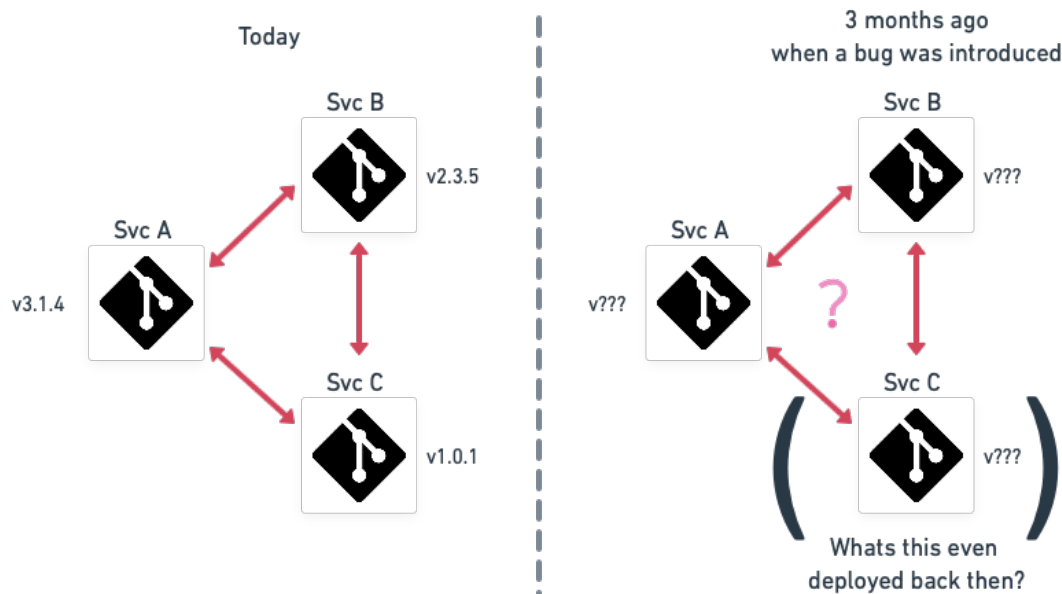 Today
Svc B
v2.3.5
Svc A
v3.1.4
Svc C
v1.0.1
3 months ago
when a bug was introduced
Svc B
v???
Svc A
v???
?
Svc C
v???
Whats this even
deployed back then?